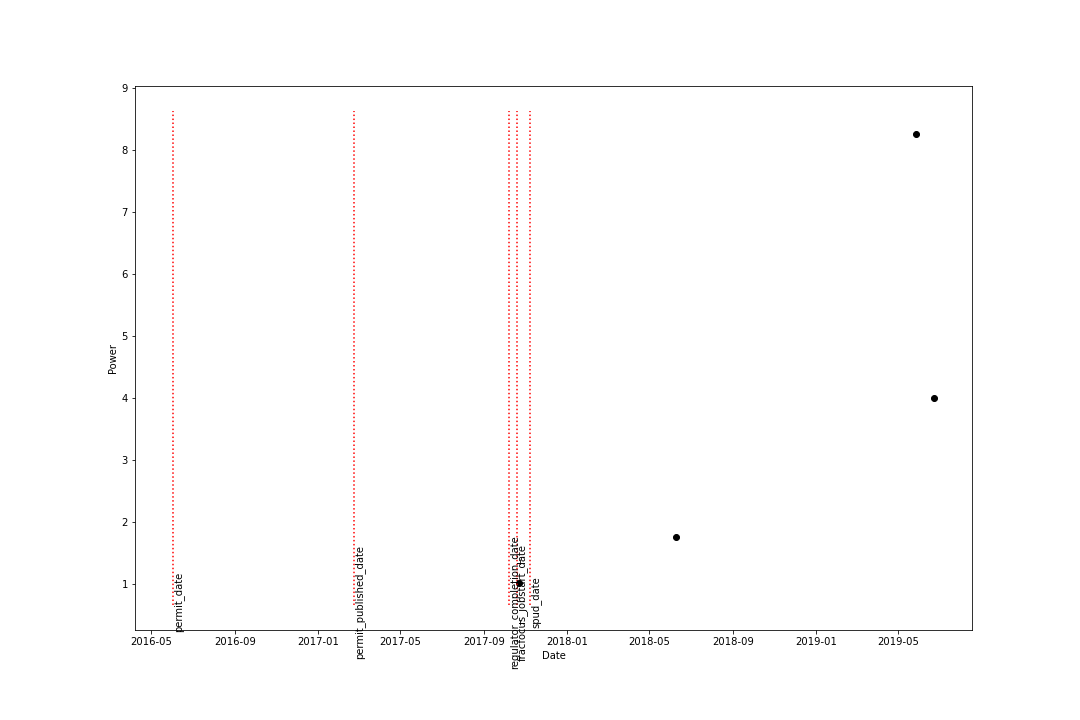 9
8
7
6
5
4
3
2
1
Power
permit_date
permit_published_date
regulator_completion_date
fracfocus_jobstart_date
spud_date
2016-05 2016-09 2017-01 2017-05 2017-09 2018-01 2018-05 2018-09 2019-01 2019-05
Date